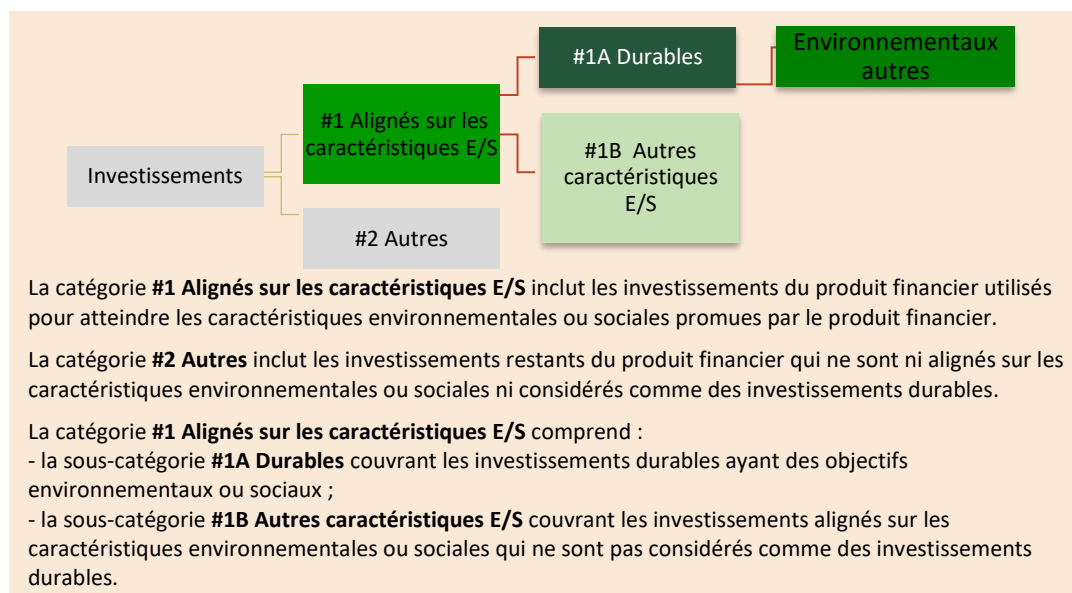 #1A Durables
Environnementaux
autres
#1 Alignés sur les
caractéristiques E/S
#1B Autres
caractéristiques
E/S
Investissements
#2 Autres
La catégorie #1 Alignés sur les caractéristiques E/S inclut les investissements du produit financier utilisés
pour atteindre les caractéristiques environnementales ou sociales promues par le produit financier.
La catégorie #2 Autres inclut les investissements restants du produit financier qui ne sont ni alignés sur les
caractéristiques environnementales ou sociales ni considérés comme des investissements durables.
La catégorie #1 Alignés sur les caractéristiques E/S comprend :
- la sous-catégorie #1A Durables couvrant les investissements durables ayant des objectifs
environnementaux ou sociaux ;
- la sous-catégorie #1B Autres caractéristiques E/S couvrant les investissements alignés sur les
caractéristiques environnementales ou sociales qui ne sont pas considérés comme des investissements
durables.